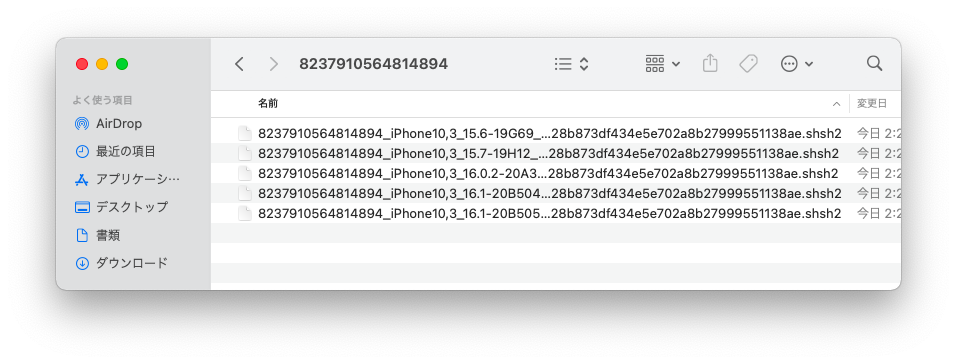 8237910564814894
よく使う項目
AirDrop
最近の項目
アプリケーシ…
デスクトップ
書類
ダウンロード
名前 変更日
8237910564814894_iPhone10,3_15.6-19G69_...28b873df434e5e702a8b27999551138ae.shsh2 今日 2:2
8237910564814894_iPhone10,3_15.7-19H12_...28b873df434e5e702a8b27999551138ae.shsh2 今日 2:2
8237910564814894_iPhone10,3_16.0.2-20A3...28b873df434e5e702a8b27999551138ae.shsh2 今日 2:2
8237910564814894_iPhone10,3_16.1-20B504...28b873df434e5e702a8b27999551138ae.shsh2 今日 2:2
8237910564814894_iPhone10,3_16.1-20B505...28b873df434e5e702a8b27999551138ae.shsh2 今日 2:2